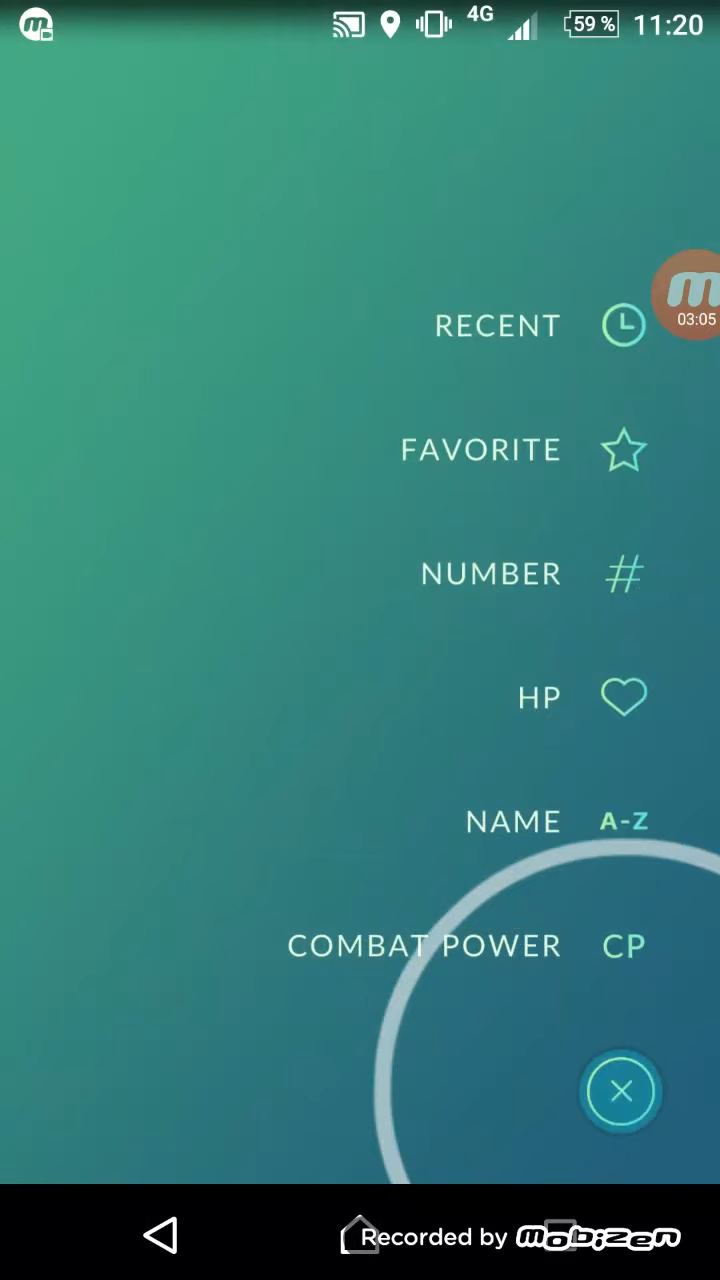 m 4G 59 % 11:20
m
03:05
RECENT
FAVORITE
NUMBER #
HP
NAME A-Z
COMBAT POWER CP
Recorded by mobizen